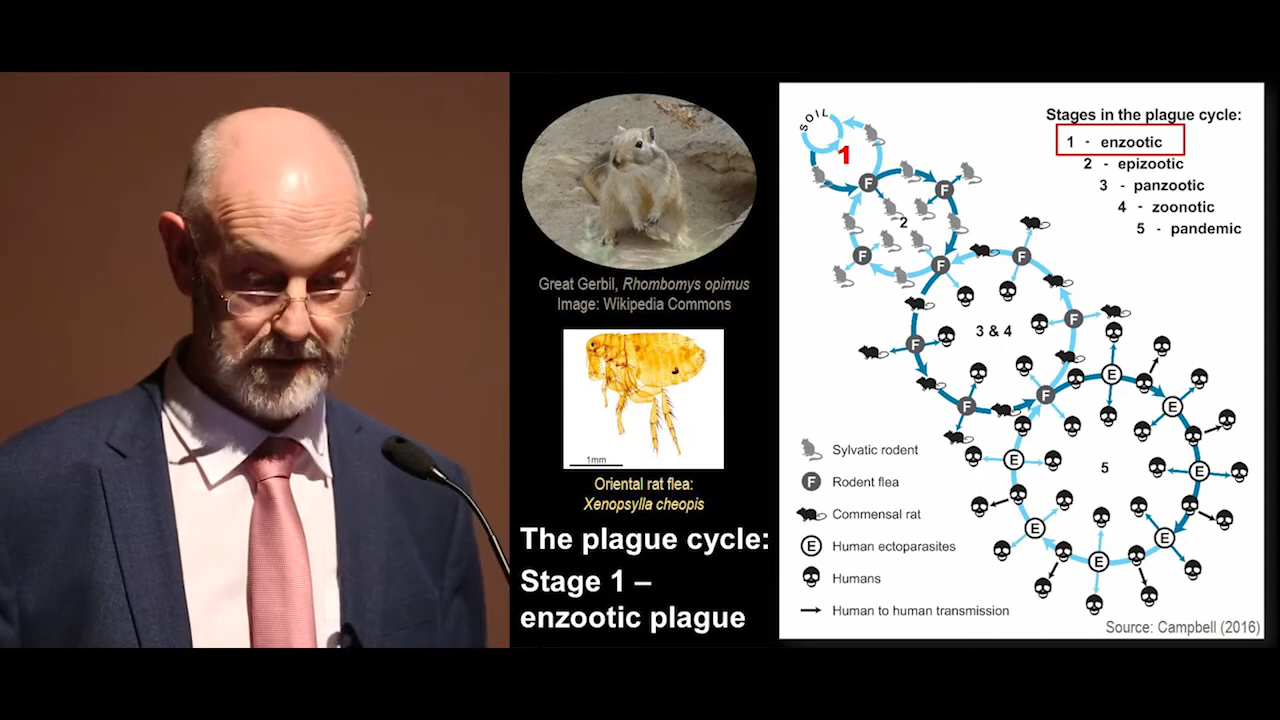 Great Gerbil, Rhombomys opimus
Image: Wikipedia Commons
1mm
Oriental rat flea:
Xenopsylla cheopis
The plague cycle:
Stage 1 –
enzootic plague
Stages in the plague cycle:
1 - enzootic
2 - epizootic
3 - panzootic
4 - zoonotic
5 - pandemic
SOIL
1
F
F
2
F
F
F
F
3 & 4
F
E
F
F
E
E
5
E
E
E
E
Sylvatic rodent
F Rodent flea
Commensal rat
E Human ectoparasites
Humans
Human to human transmission
Source: Campbell (2016)